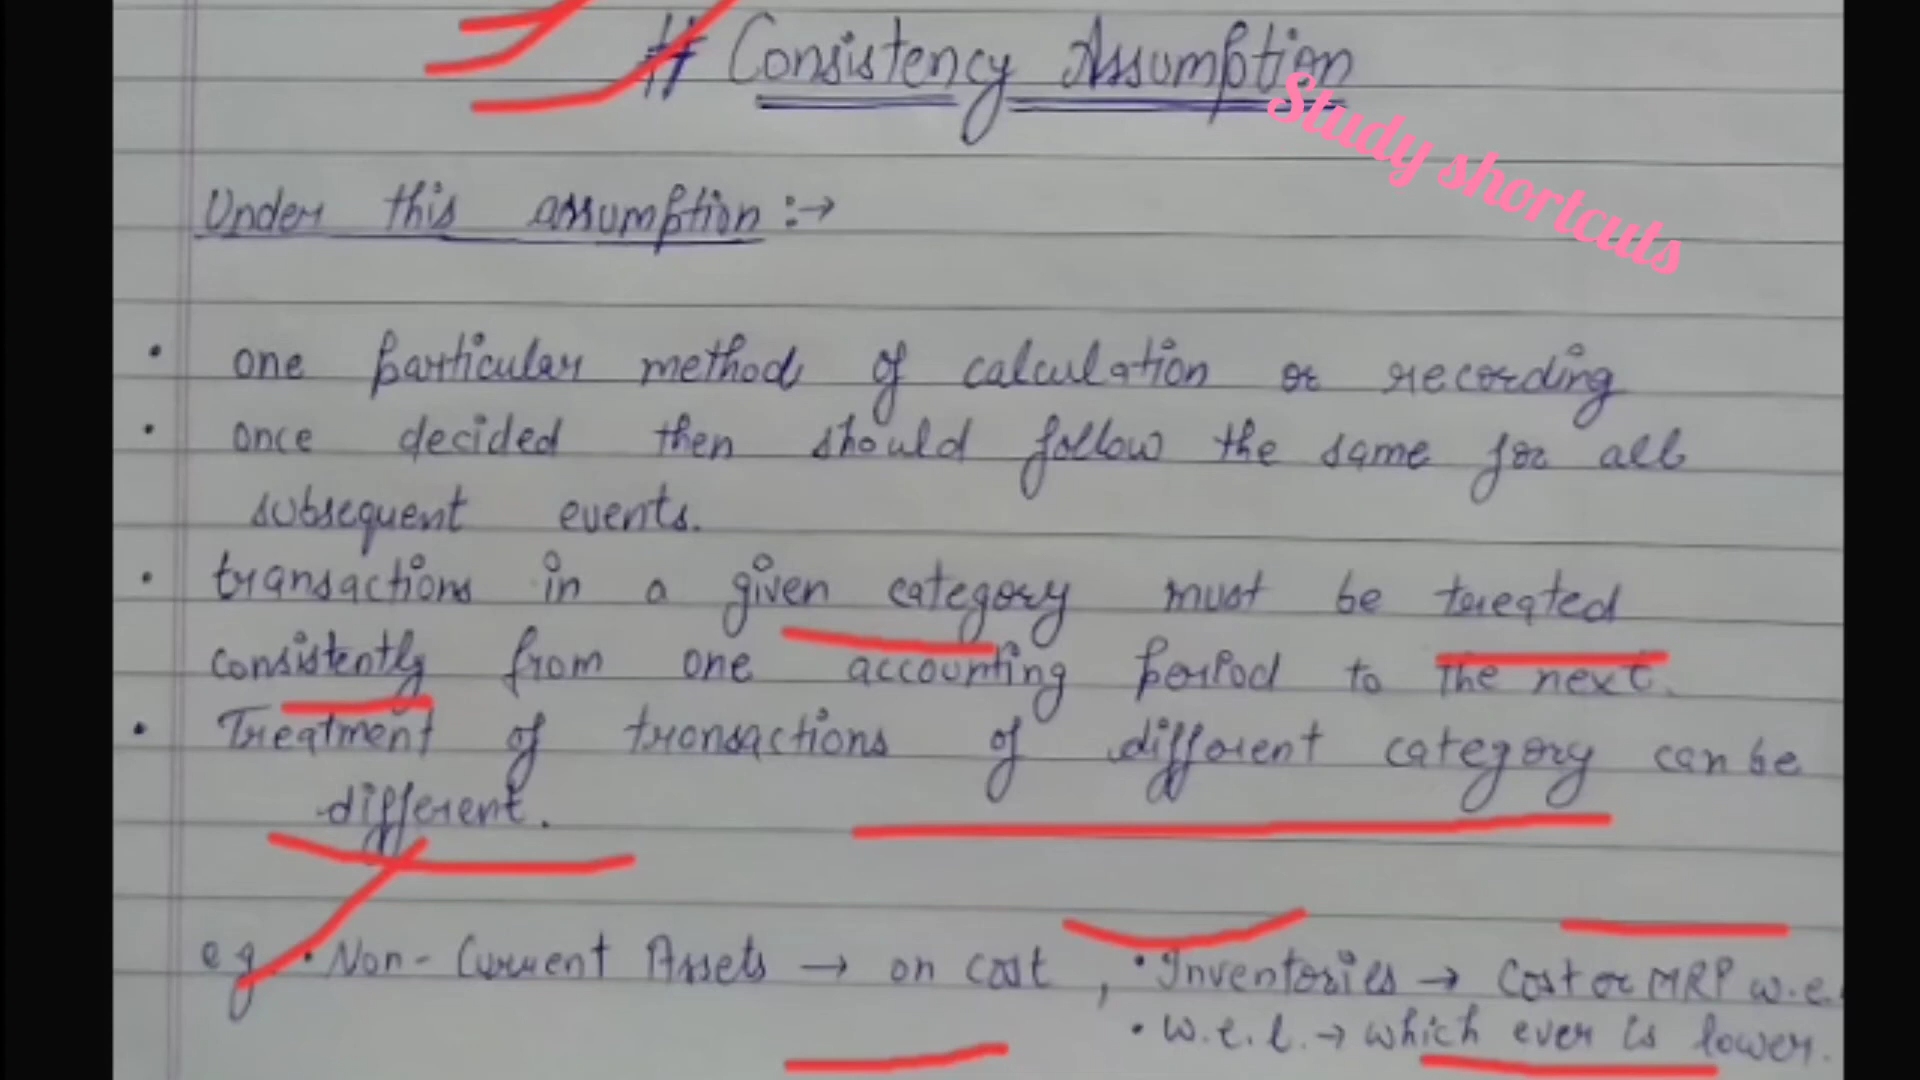 # Consistency Assumption
Study shortcuts
Under this assumption :→
• one particular method of calculation or recording
• once decided then should follow the same for all
subsequent events.
• transactions in a given category must be treated
consistently from one accounting period to the next.
• Treatment of transactions of different category can be
different.
eg. • Non-Current Assets → on cost , • Inventories → Cost or MRP w.e.
• w.e.l. → which ever is lower.